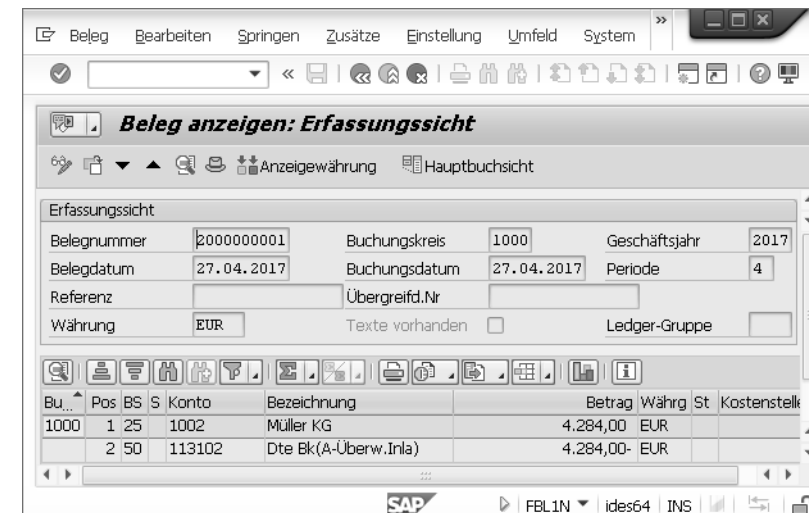 Beleg Bearbeiten Springen Zusätze Einstellung Umfeld System »
«
Beleg anzeigen: Erfassungssicht
Anzeigewährung Hauptbuchsicht
Erfassungssicht
Belegnummer 2000000001 Buchungskreis 1000 Geschäftsjahr 2017
Belegdatum 27.04.2017 Buchungsdatum 27.04.2017 Periode 4
Referenz Übergreifd.Nr
Währung EUR Texte vorhanden Ledger-Gruppe
Bu... Pos BS S Konto Bezeichnung Betrag Währg St Kostenstelle
1000 1 25 1002 Müller KG 4.284,00 EUR
2 50 113102 Dte Bk(A-Überw.Inla) 4.284,00- EUR
SAP FBL1N ides64 INS